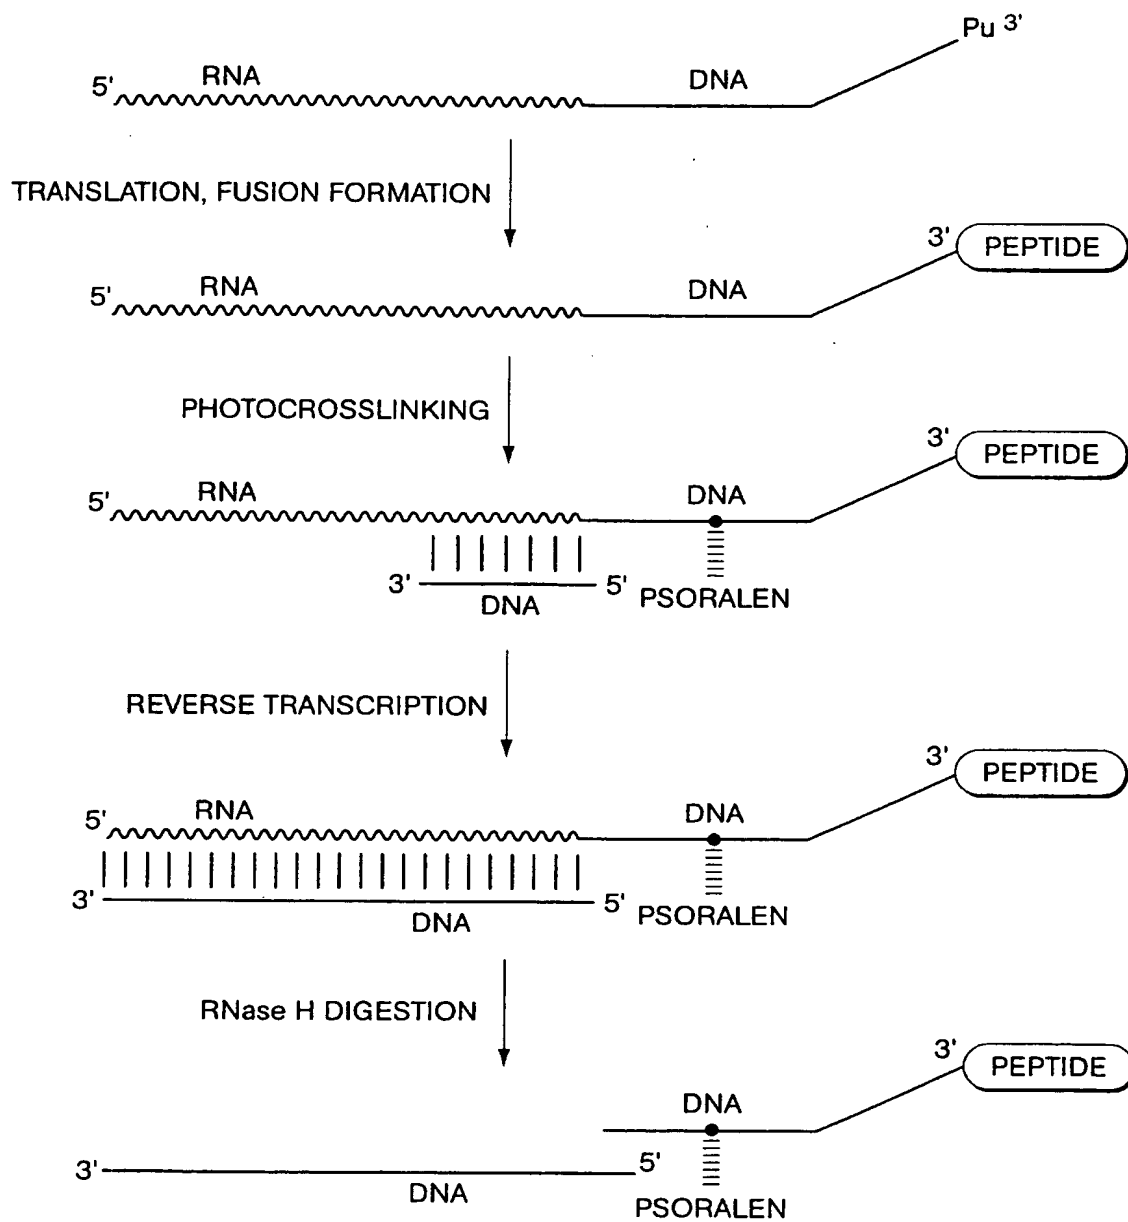 Pu 3'
5' RNA DNA
TRANSLATION, FUSION FORMATION
3' PEPTIDE
5' RNA DNA
PHOTOCROSSLINKING
3' PEPTIDE
5' RNA DNA
3' 5'
DNA PSORALEN
REVERSE TRANSCRIPTION
3' PEPTIDE
5' RNA DNA
3' 5'
DNA PSORALEN
RNase H DIGESTION
3' PEPTIDE
DNA
3' 5'
DNA PSORALEN